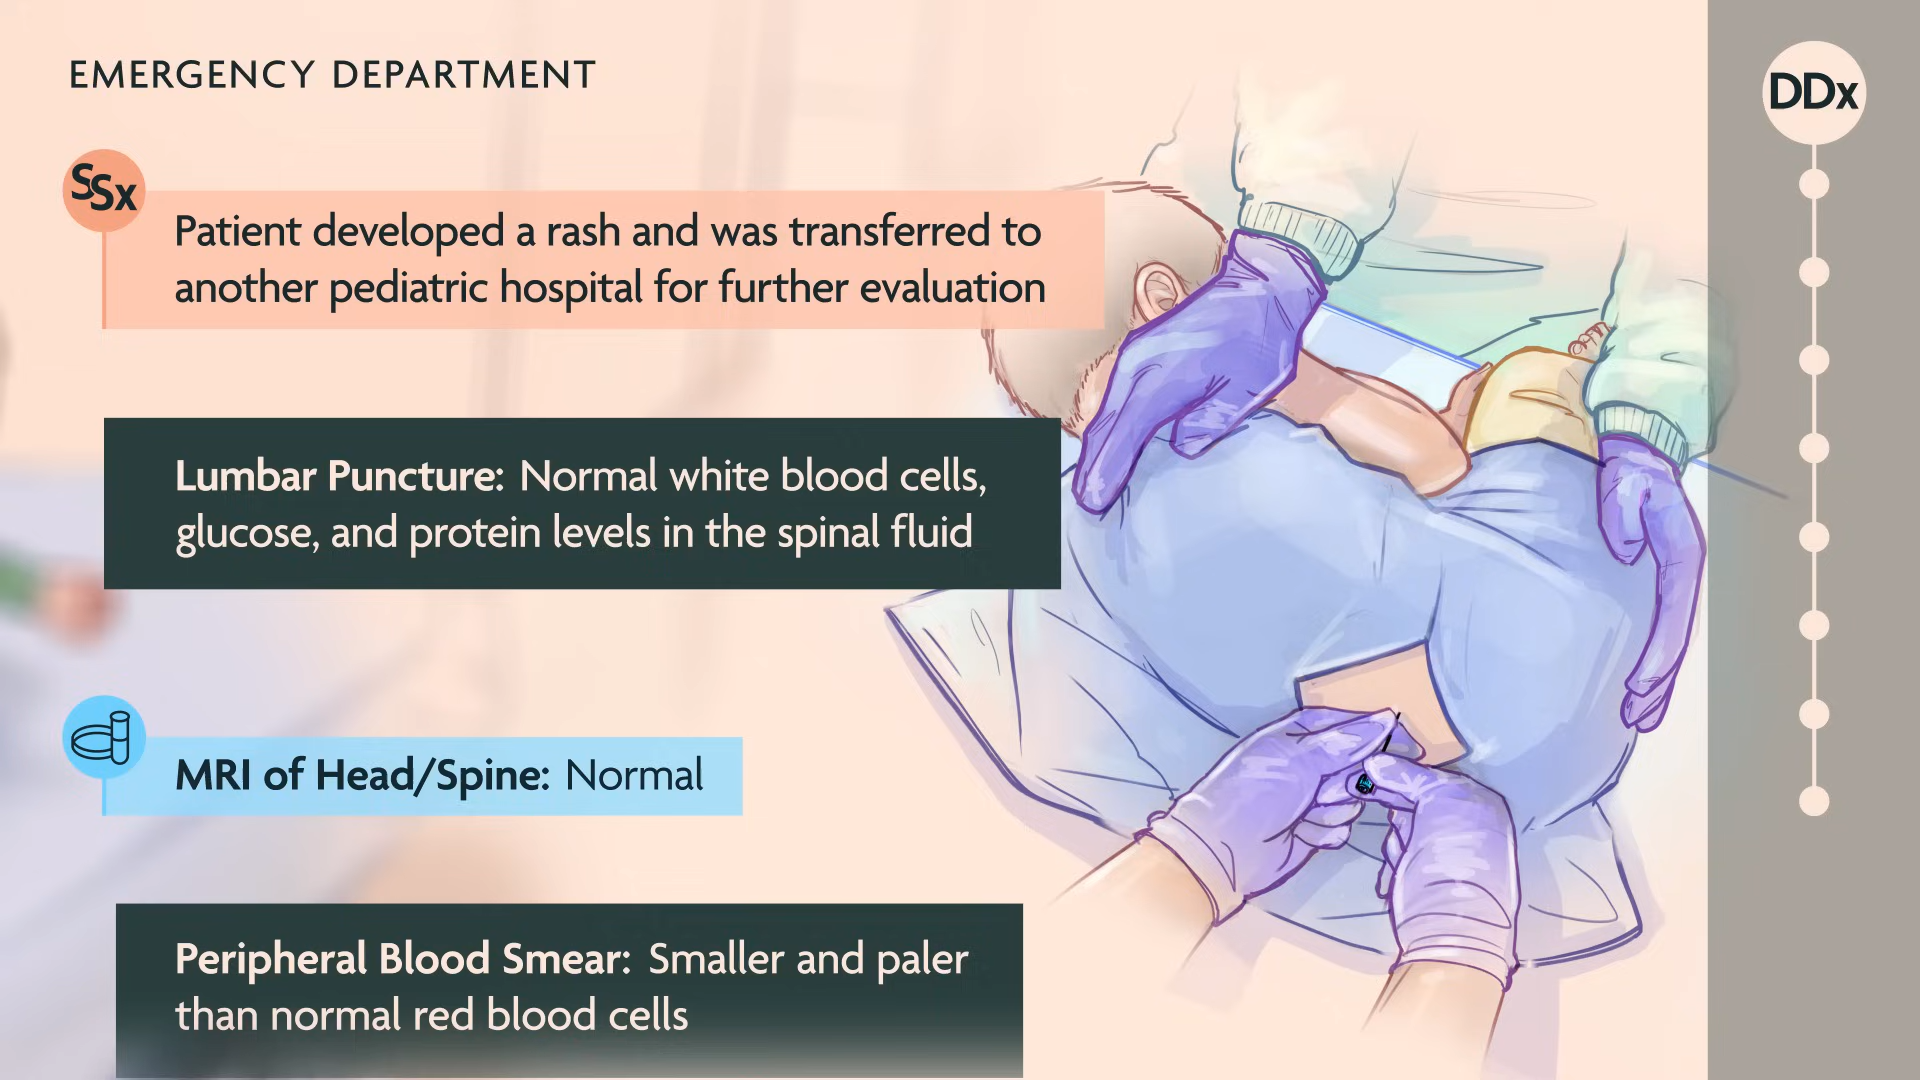 EMERGENCY DEPARTMENT
DDx
SSx
Patient developed a rash and was transferred to
another pediatric hospital for further evaluation
Lumbar Puncture: Normal white blood cells,
glucose, and protein levels in the spinal fluid
MRI of Head/Spine: Normal
Peripheral Blood Smear: Smaller and paler
than normal red blood cells